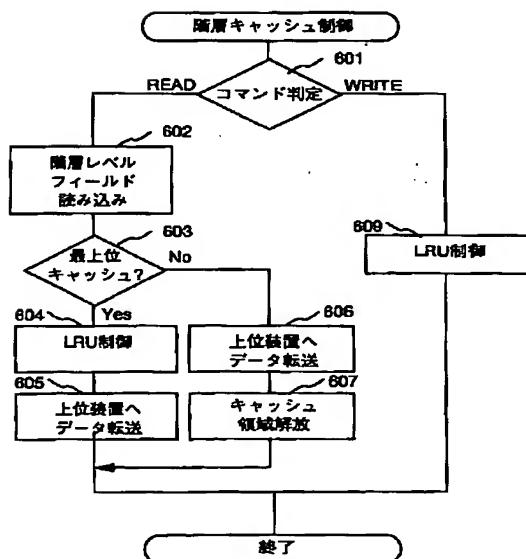 階層キャッシュ制御
601
READ
コマンド判定
WRITE
602
階層レベル
フィールド
読み込み
603
609
最上位
キャッシュ?
No
LRU制御
604
Yes
606
LRU制御
上位装置へ
データ転送
605
607
上位装置へ
データ転送
キャッシュ
領域解放
終了